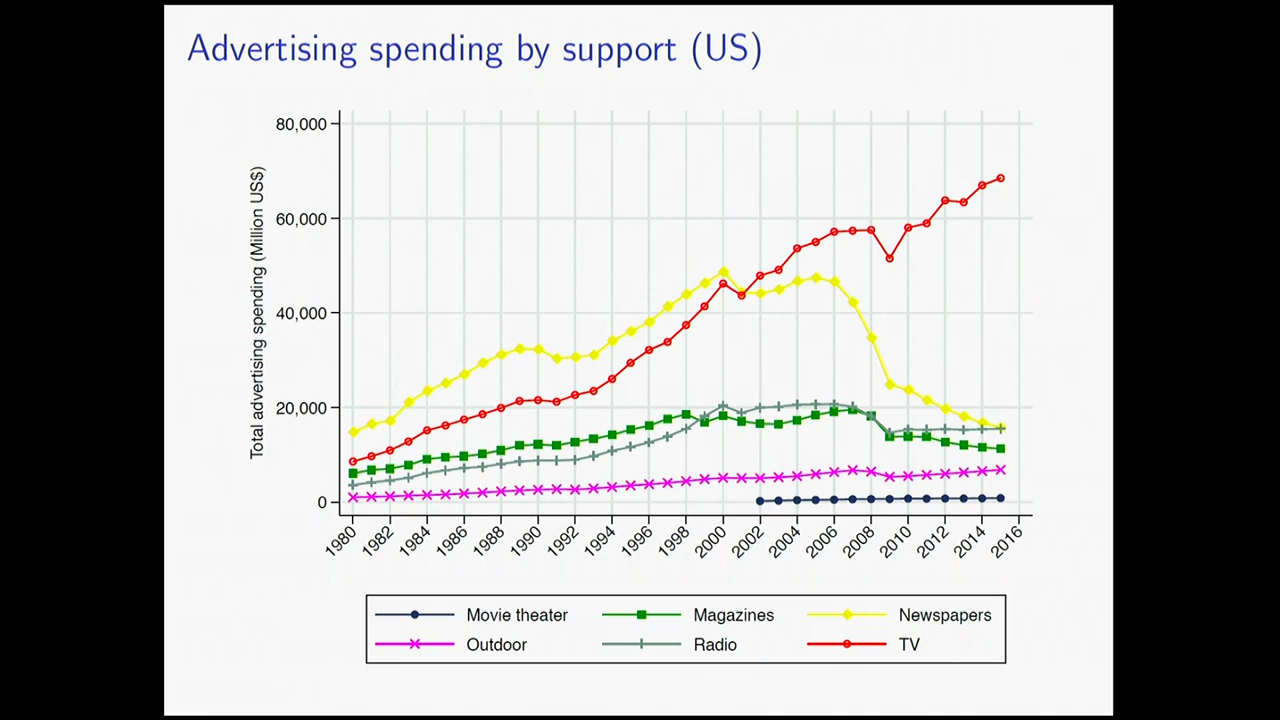 Advertising spending by support (US)
Total advertising spending (Million US$)
80,000
60,000
40,000
20,000
0
1980 1982 1984 1986 1988 1990 1992 1994 1996 1998 2000 2002 2004 2006 2008 2010 2012 2014 2016
Movie theater Magazines Newspapers
Outdoor Radio TV